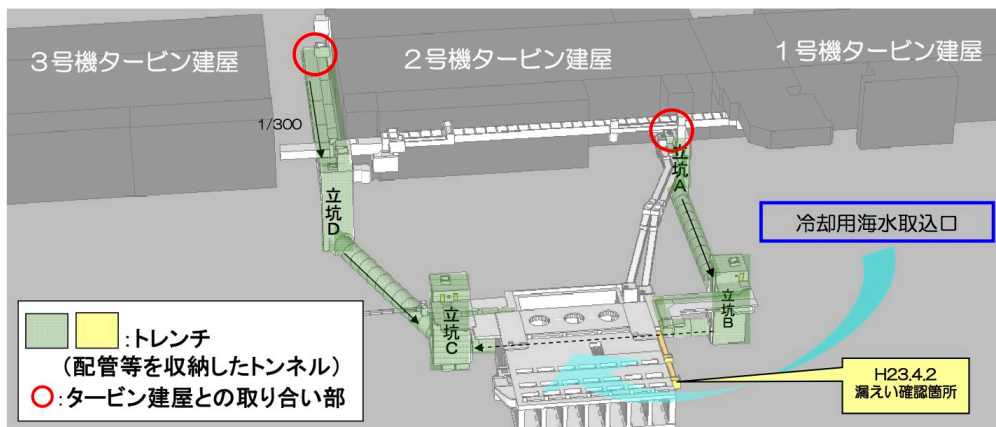 3号機タービン建屋
2号機タービン建屋
1号機タービン建屋
1/300
立坑D
立坑A
冷却用海水取込口
立坑C
立坑B
:トレンチ
(配管等を収納したトンネル)
:タービン建屋との取り合い部
H23.4.2
漏えい確認箇所